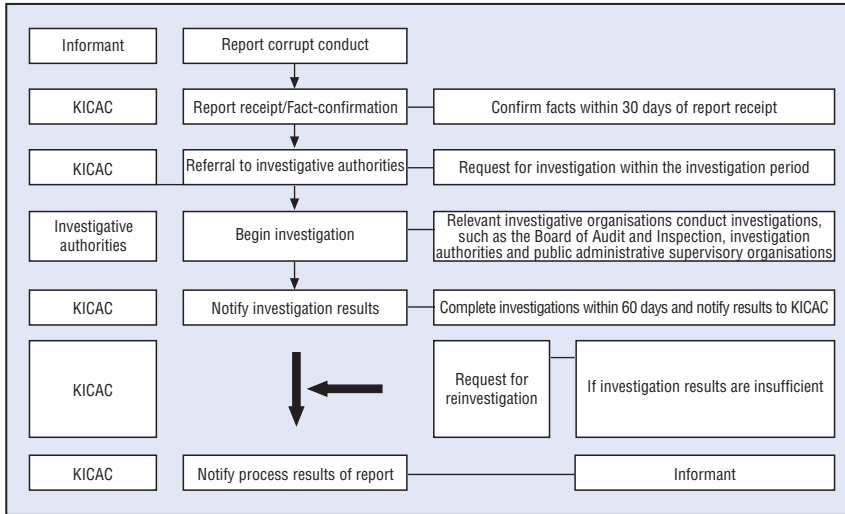 Informant
Report corrupt conduct
KICAC
Report receipt/Fact-confirmation
Confirm facts within 30 days of report receipt
KICAC
Referral to investigative authorities
Request for investigation within the investigation period
Investigative
authorities
Begin investigation
Relevant investigative organisations conduct investigations,
such as the Board of Audit and Inspection, investigation
authorities and public administrative supervisory organisations
KICAC
Notify investigation results
Complete investigations within 60 days and notify results to KICAC
KICAC
Request for
reinvestigation
If investigation results are insufficient
KICAC
Notify process results of report
Informant